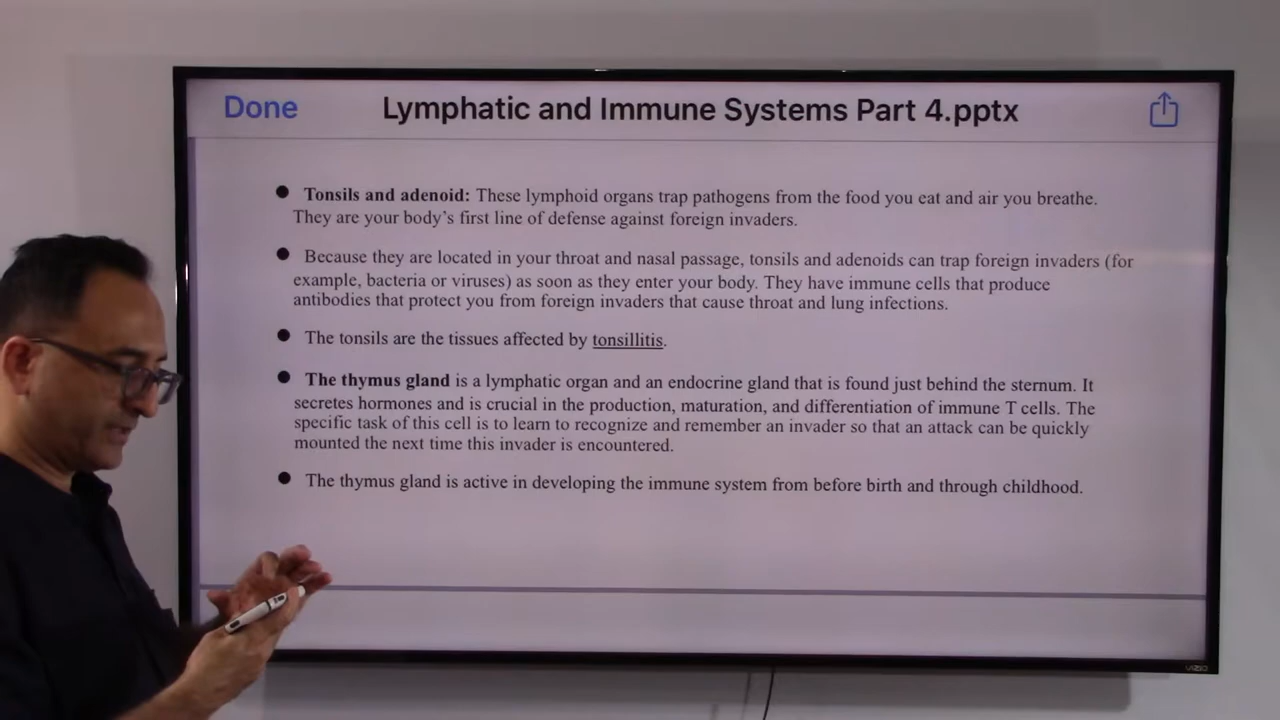 Done Lymphatic and Immune Systems Part 4.pptx
● Tonsils and adenoid: These lymphoid organs trap pathogens from the food you eat and air you breathe.
They are your body's first line of defense against foreign invaders.
● Because they are located in your throat and nasal passage, tonsils and adenoids can trap foreign invaders (for
example, bacteria or viruses) as soon as they enter your body. They have immune cells that produce
antibodies that protect you from foreign invaders that cause throat and lung infections.
● The tonsils are the tissues affected by tonsillitis.
● The thymus gland is a lymphatic organ and an endocrine gland that is found just behind the sternum. It
secretes hormones and is crucial in the production, maturation, and differentiation of immune T cells. The
specific task of this cell is to learn to recognize and remember an invader so that an attack can be quickly
mounted the next time this invader is encountered.
● The thymus gland is active in developing the immune system from before birth and through childhood.
VIZIO